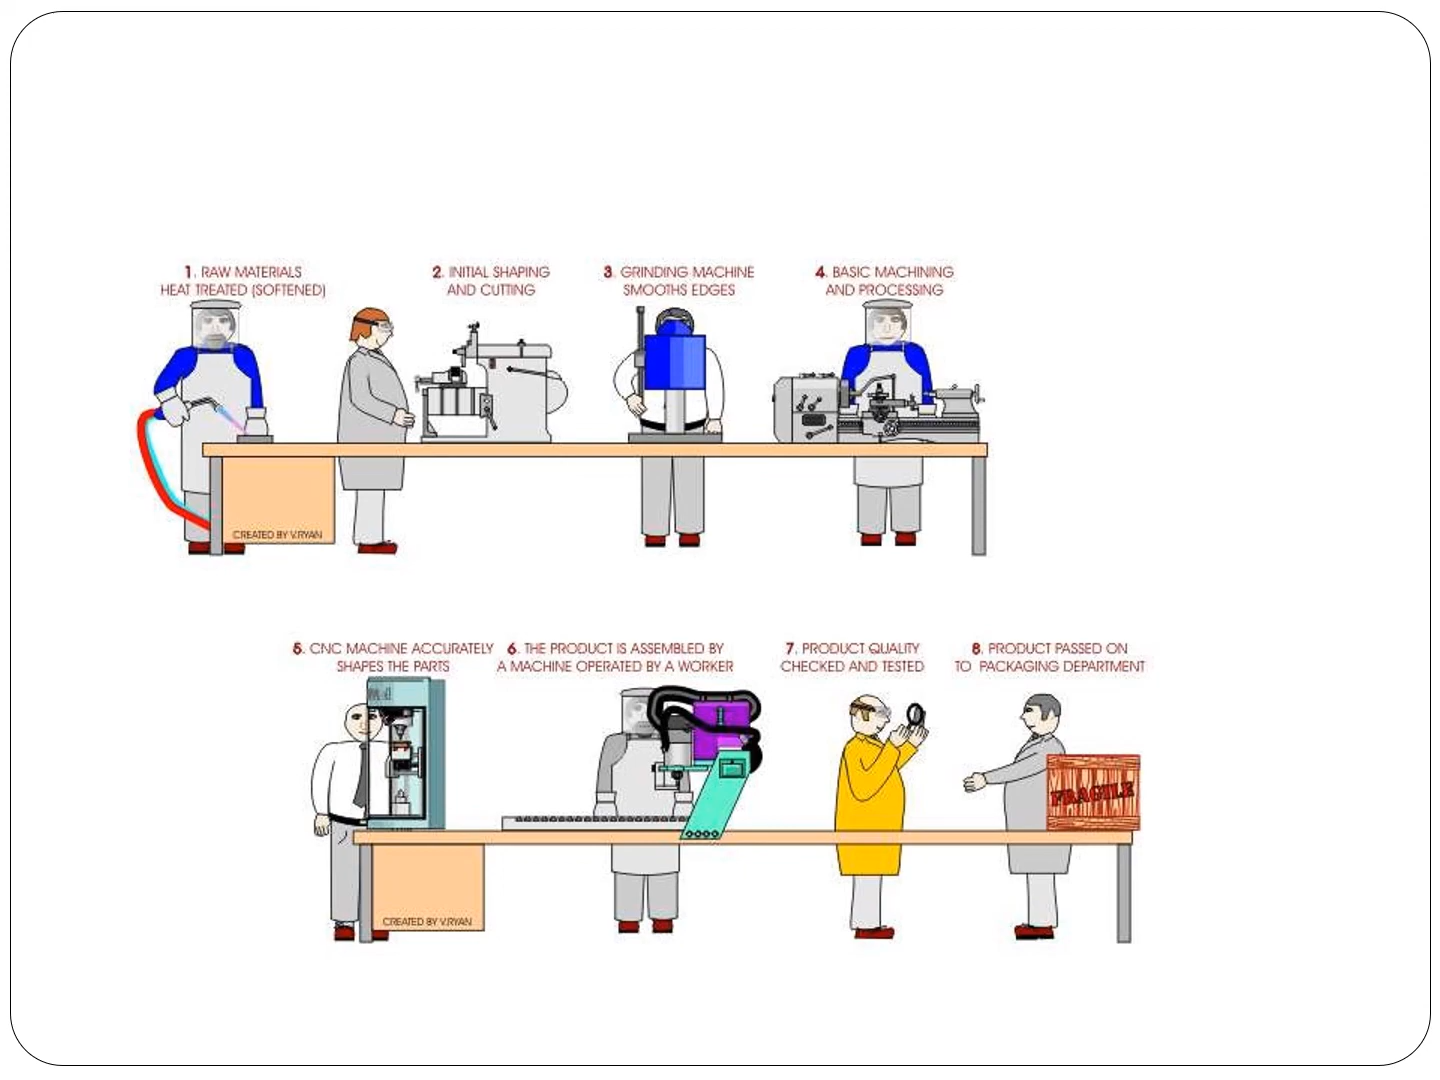 1. RAW MATERIALS
HEAT TREATED (SOFTENED)
2. INITIAL SHAPING
AND CUTTING
3. GRINDING MACHINE
SMOOTHS EDGES
4. BASIC MACHINING
AND PROCESSING
CREATED BY V.RYAN
5. CNC MACHINE ACCURATELY
SHAPES THE PARTS
6. THE PRODUCT IS ASSEMBLED BY
A MACHINE OPERATED BY A WORKER
7. PRODUCT QUALITY
CHECKED AND TESTED
8. PRODUCT PASSED ON
TO PACKAGING DEPARTMENT
FRAGILE
CREATED BY V.RYAN